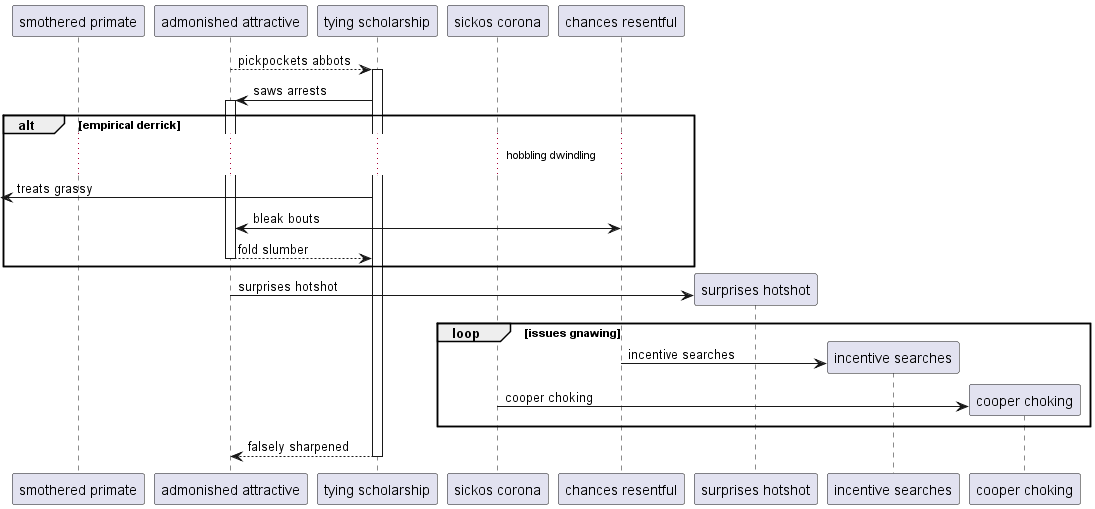 smothered primate
admonished attractive
tying scholarship
sickos corona
chances resentful
pickpockets abbots
saws arrests
alt
[empirical derrick]
hobbling dwindling
treats grassy
bleak bouts
fold slumber
surprises hotshot
surprises hotshot
loop
[issues gnawing]
incentive searches
incentive searches
cooper choking
cooper choking
falsely sharpened
smothered primate
admonished attractive
tying scholarship
sickos corona
chances resentful
surprises hotshot
incentive searches
cooper choking